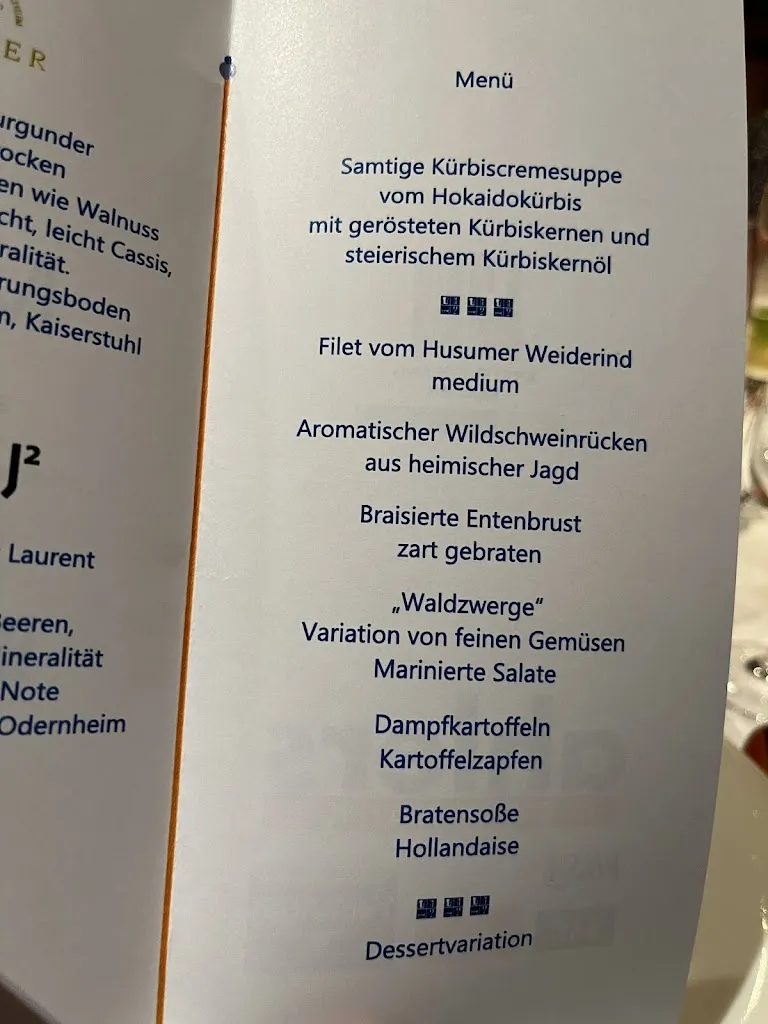 ER
urgunder
ocken
en wie Walnuss
cht, leicht Cassis,
ralität.
rungsboden
n, Kaiserstuhl
J²
Laurent
Beeren,
ineralität
Note
Odernheim
Menü
Samtige Kürbiscremesuppe
vom Hokaidokürbis
mit gerösteten Kürbiskernen und
steierischem Kürbiskernöl
Filet vom Husumer Weiderind
medium
Aromatischer Wildschweinrücken
aus heimischer Jagd
Braisierte Entenbrust
zart gebraten
„Waldzwerge“
Variation von feinen Gemüsen
Marinierte Salate
Dampfkartoffeln
Kartoffelzapfen
Bratensoße
Hollandaise
Dessertvariation